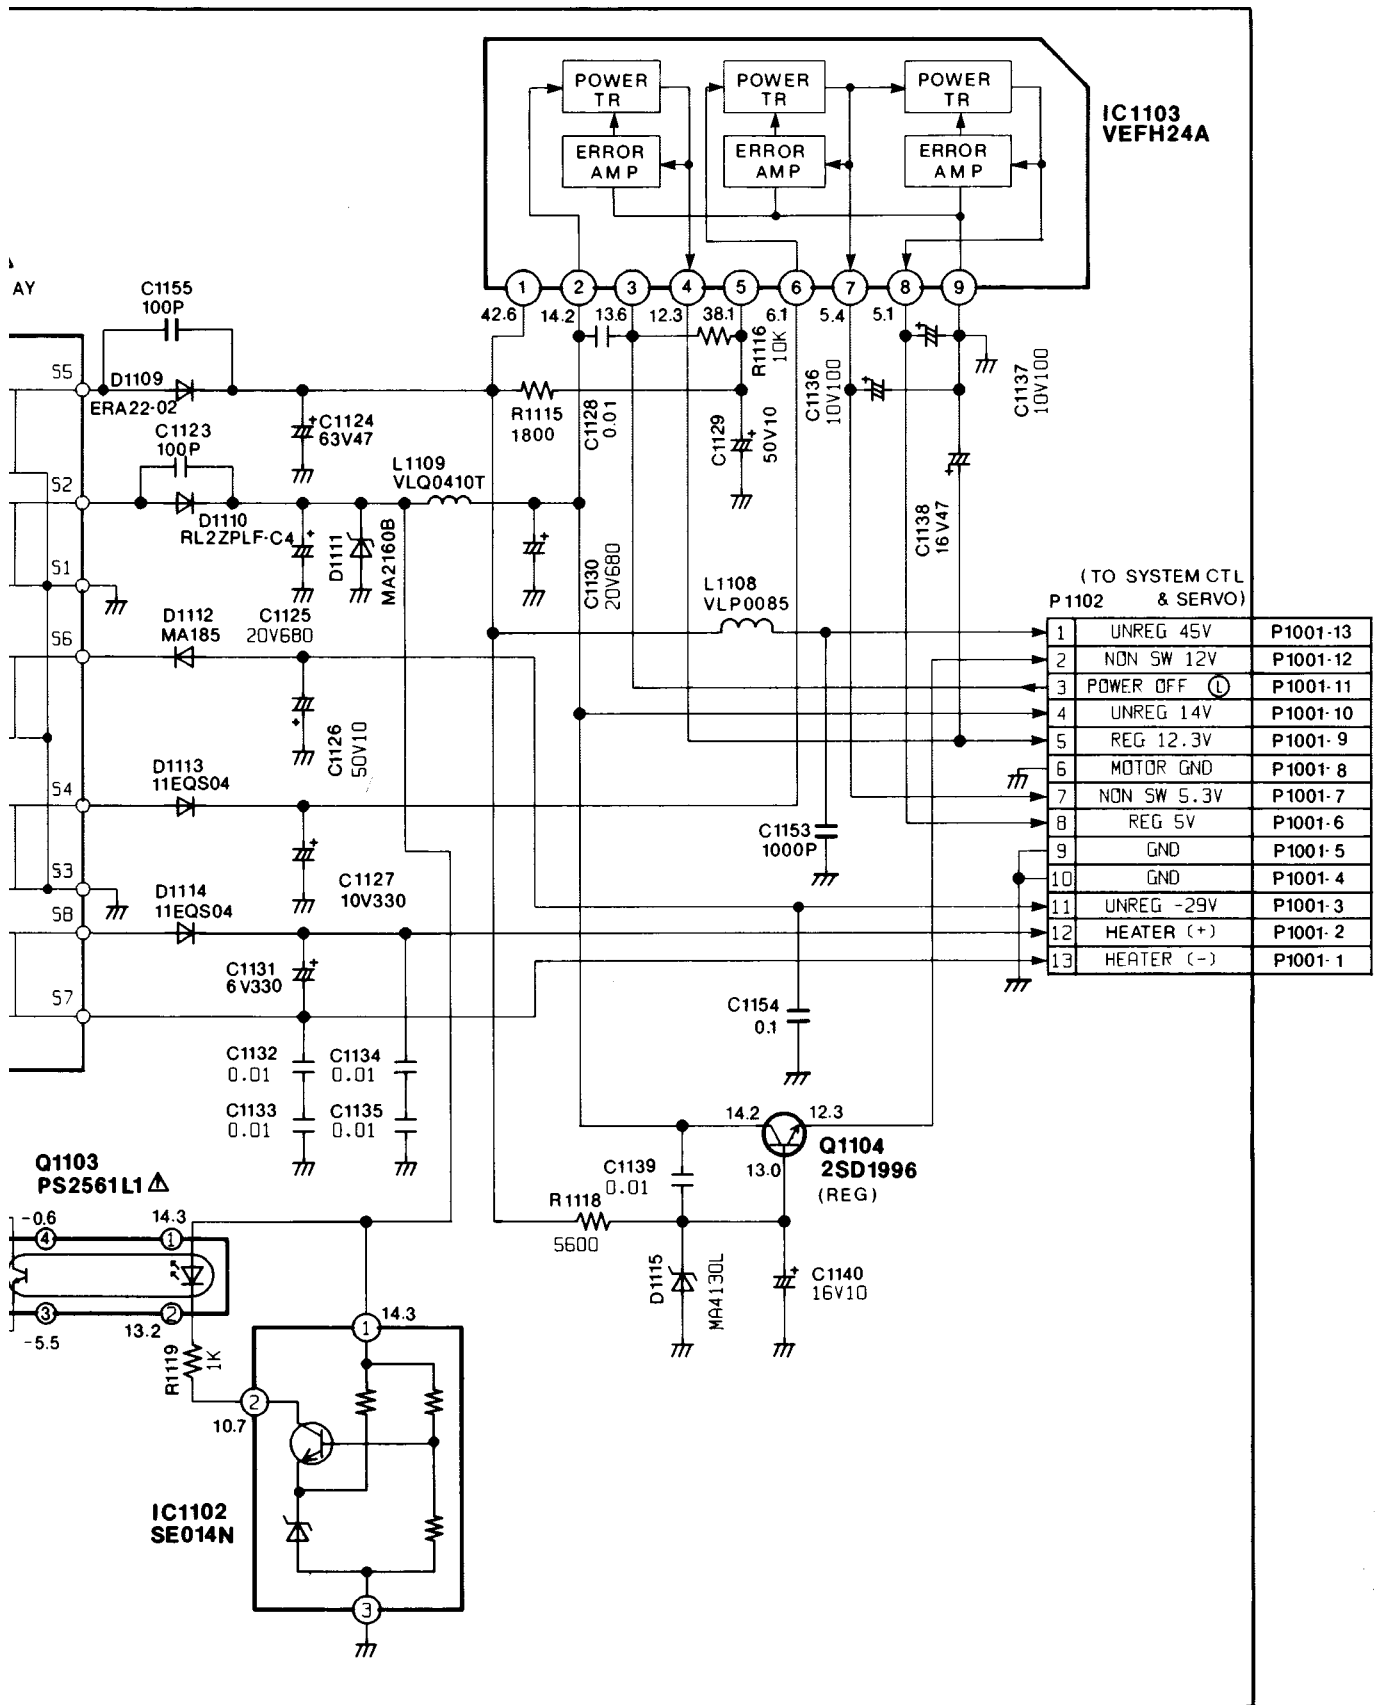 POWER
TR
POWER
TR
POWER
TR
IC1103
VEFH24A
ERROR
AMP
ERROR
AMP
ERROR
AMP
AY
1 2 3 4 5 6 7 8 9
42.6 14.2 13.6 12.3 38.1 6.1 5.4 5.1
C1155
100P
S5
D1109
ERA22-02
C1124
63V47
R1115
1800
C1128
0.01
R1116
10K
C1129
50V10
C1136
10V100
C1137
10V100
C1123
100P
S2
D1110
RL2ZPLF-C4
L1109
VLQ0410T
D1111
MA2160B
C1138
16V47
S1
C1125
20V680
C1130
20V680
L1108
VLP0085
S6
D1112
MA185
C1126
50V10
(TO SYSTEM CTL
& SERVO)
P1102
1 UNREG 45V P1001-13
2 NON SW 12V P1001-12
3 POWER OFF (L) P1001-11
4 UNREG 14V P1001-10
5 REG 12.3V P1001-9
6 MOTOR GND P1001-8
7 NON SW 5.3V P1001-7
8 REG 5V P1001-6
9 GND P1001-5
10 GND P1001-4
11 UNREG -29V P1001-3
12 HEATER (+) P1001-2
13 HEATER (-) P1001-1
D1113
11EQS04
S4
C1127
10V330
C1153
1000P
S3
D1114
11EQS04
S8
C1131
6V330
S7
C1154
0.1
C1132
0.01
C1134
0.01
C1133
0.01
C1135
0.01
14.2 12.3
13.0
Q1104
2SD1996
(REG)
C1139
0.01
R1118
5600
D1115
MA4130L
C1140
16V10
Q1103
PS2561L1
-0.6 14.3
4 1
3 2
-5.5 13.2
R1119
1K
1 14.3
2
10.7
IC1102
SE014N
3